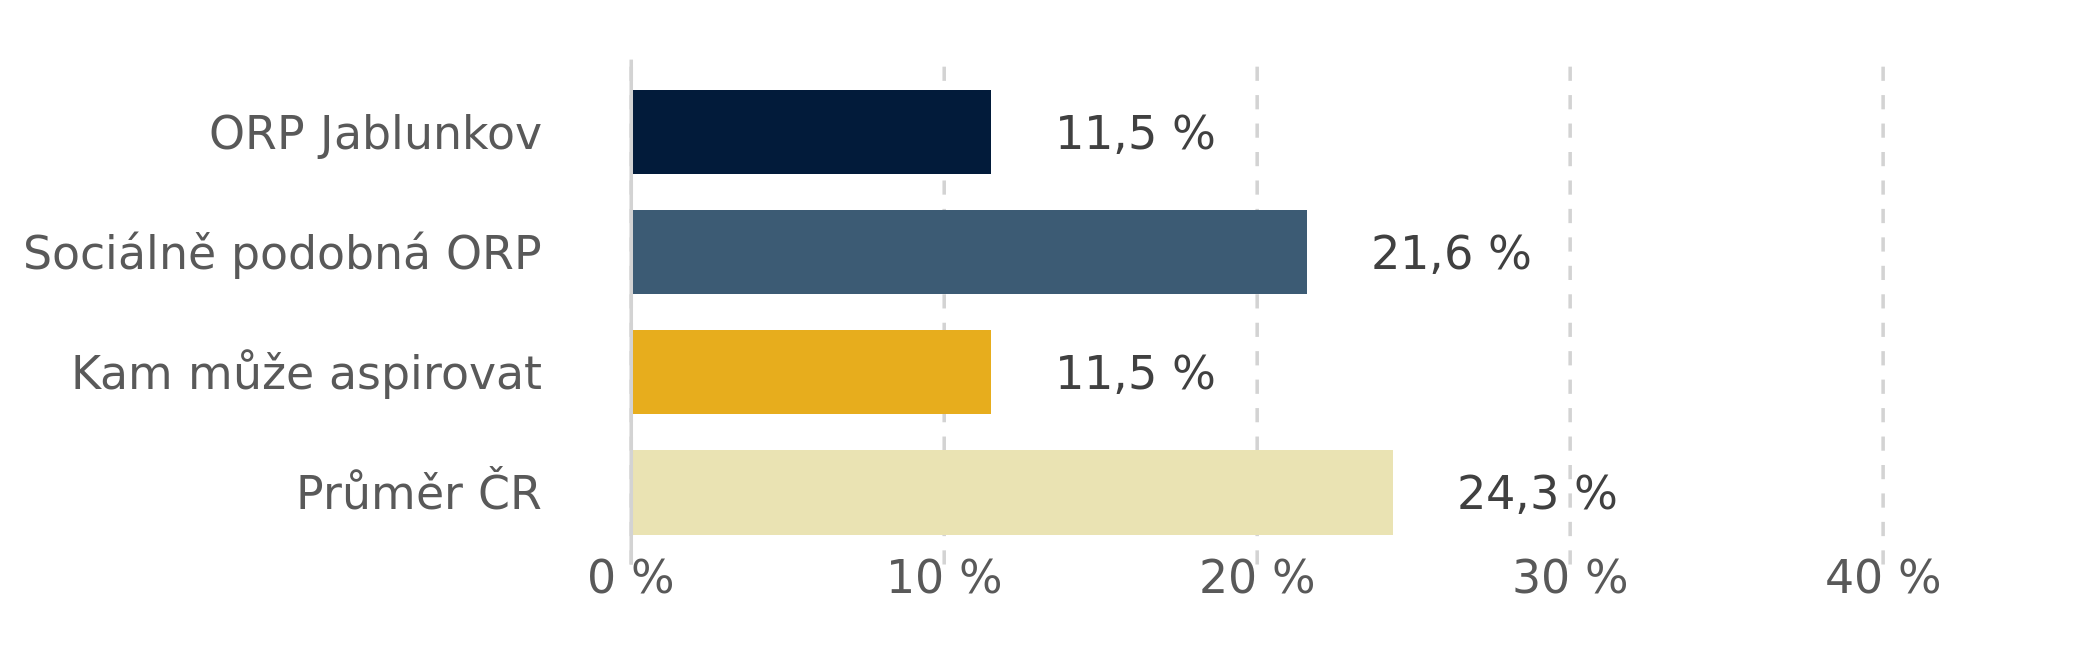 ORP Jablunkov 11,5 %
Sociálně podobná ORP 21,6 %
Kam může aspirovat 11,5 %
Průměr ČR 24,3 %
0 % 10 % 20 % 30 % 40 %